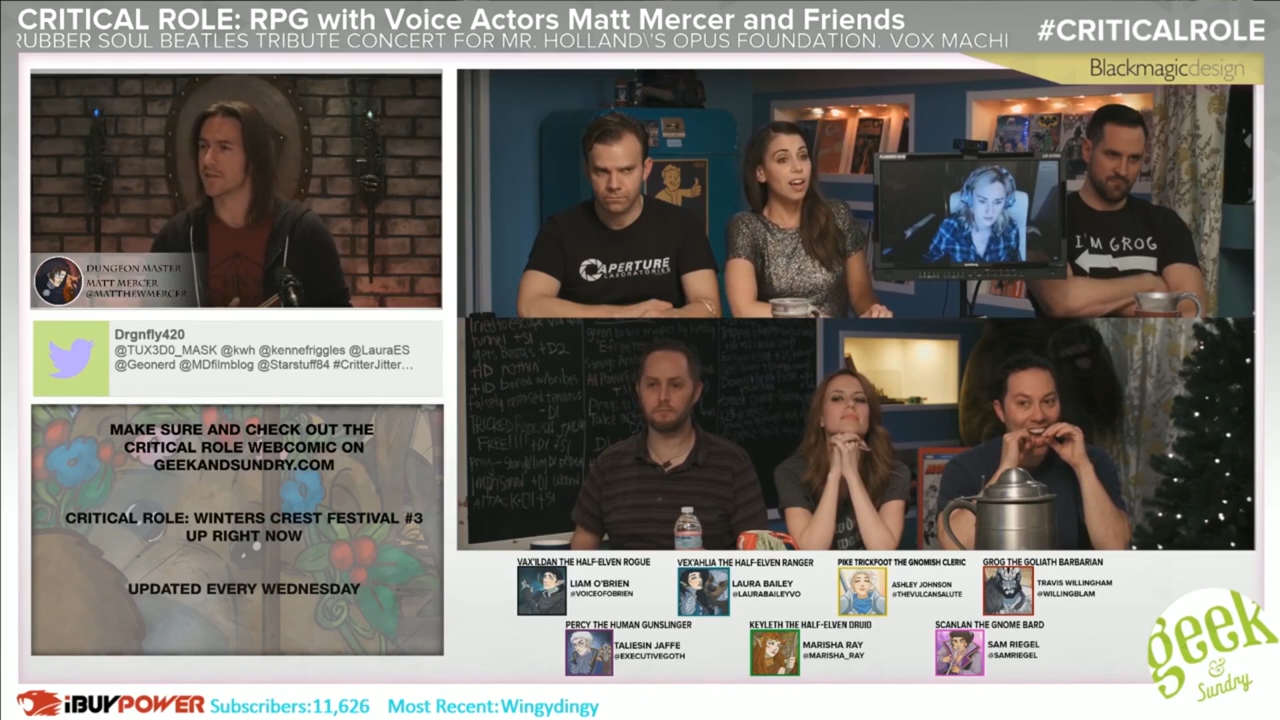 CRITICAL ROLE: RPG with Voice Actors Matt Mercer and Friends
RUBBER SOUL BEATLES TRIBUTE CONCERT FOR MR. HOLLAND\'S OPUS FOUNDATION. VOX MACHI
#CRITICALROLE
Blackmagicdesign
DUNGEON MASTER
MATT MERCER
@MATTHEWMERCER
APERTURE
LABORATORIES
I'M GROG
Drgnfly420
@TUX3D0_MASK @kwh @kennefriggles @LauraES
@Geonerd @MDfilmblog @Starstuff84 #CritterJitter...
MAKE SURE AND CHECK OUT THE
CRITICAL ROLE WEBCOMIC ON
GEEKANDSUNDRY.COM
CRITICAL ROLE: WINTERS CREST FESTIVAL #3
UP RIGHT NOW
UPDATED EVERY WEDNESDAY
VAX'ILDAN THE HALF-ELVEN ROGUE
LIAM O'BRIEN
@VOICEOFOBRIEN
VEX'AHLIA THE HALF-ELVEN RANGER
LAURA BAILEY
@LAURABAILEYVO
PIKE TRICKFOOT THE GNOMISH CLERIC
ASHLEY JOHNSON
@THEVULCANSALUTE
GROG THE GOLIATH BARBARIAN
TRAVIS WILLINGHAM
@WILLINGBLAM
PERCY THE HUMAN GUNSLINGER
TALIESIN JAFFE
@EXECUTIVEGOTH
KEYLETH THE HALF-ELVEN DRUID
MARISHA RAY
@MARISHA_RAY
SCANLAN THE GNOME BARD
SAM RIEGEL
@SAMRIEGEL
geek
&
Sundry
iBUYPOWER Subscribers:11,626 Most Recent:Wingydingy